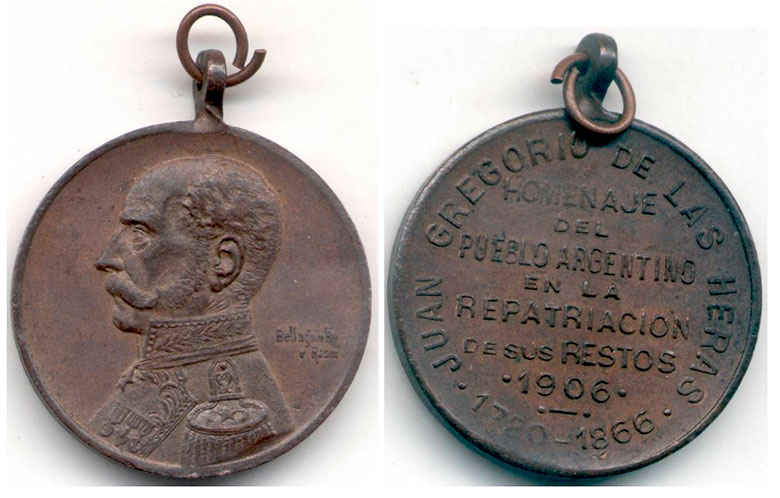 Bellagamba
y Rossi
JUAN GREGORIO DE LAS HERAS
HOMENAJE
DEL
PUEBLO ARGENTINO
EN LA
REPATRIACION
DE SUS RESTOS
· 1906 ·
· 1780-1866 ·